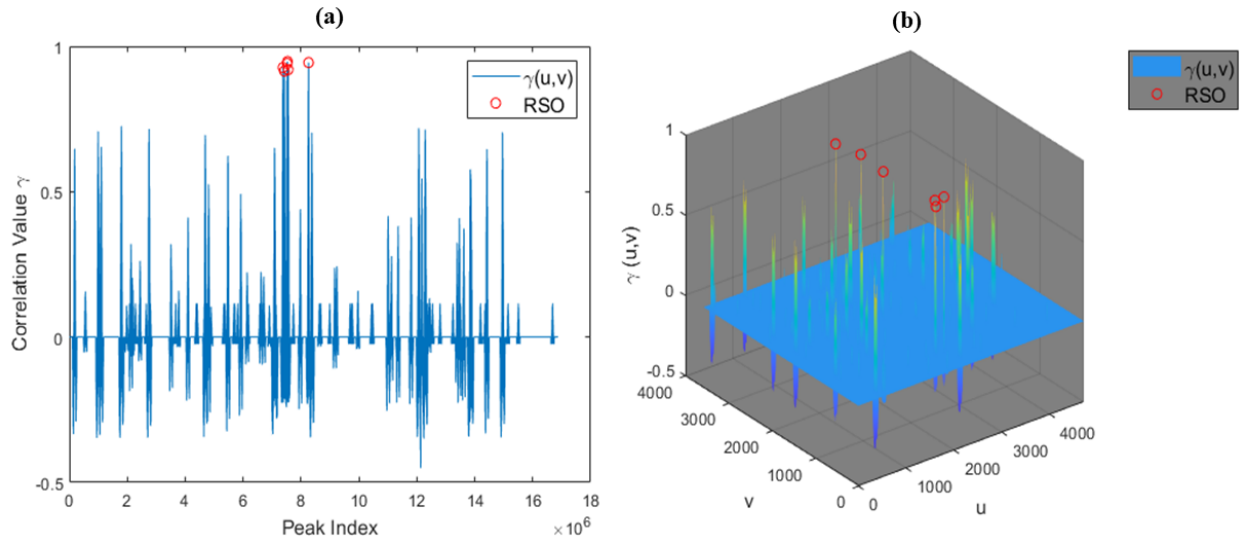 (a)
1
0.5
0
-0.5
Correlation Value γ
0 2 4 6 8 10 12 14 16 18
Peak Index
×10^6
γ(u,v)
RSO
(b)
1
0.5
0
-0.5
γ (u,v)
4000
3000
2000
1000
0
v
0
1000
2000
3000
4000
u
γ(u,v)
RSO